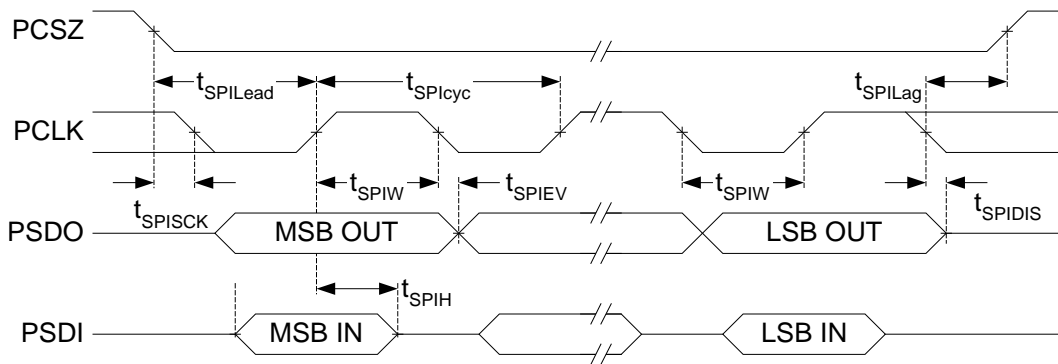 PCSZ
tSPILead
tSPIcyc
tSPILag
PCLK
tSPISCK
tSPIW
tSPIEV
tSPIW
tSPIDIS
PSDO
MSB OUT
LSB OUT
tSPIH
PSDI
MSB IN
LSB IN